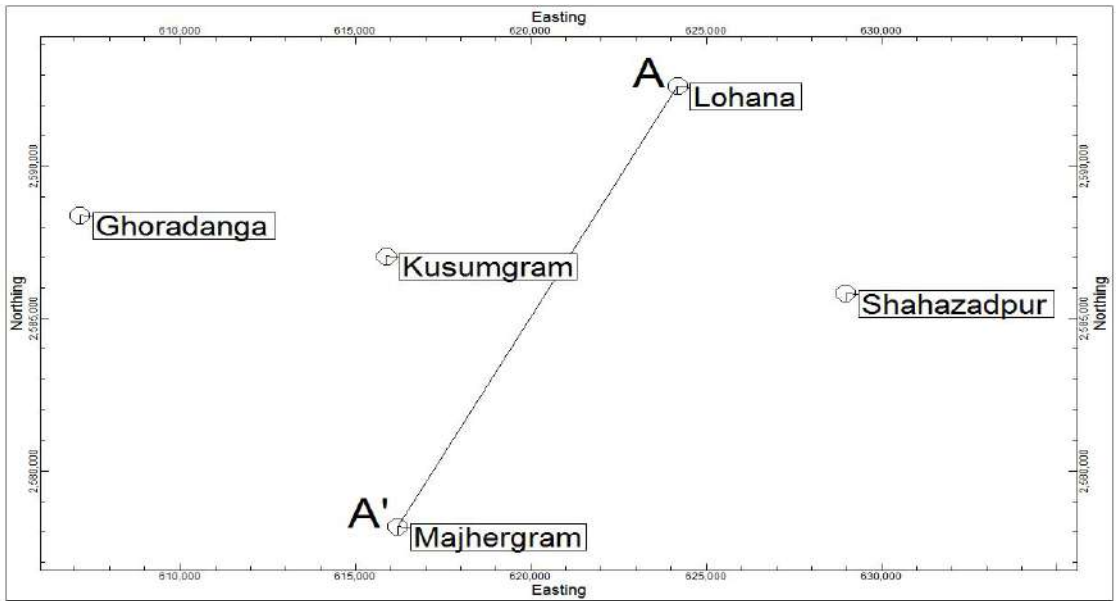 Easting
610,000 615,000 620,000 625,000 630,000
A
Lohana
2,590,000 2,590,000
Ghoradanga
Kusumgram
Northing Northing
Shahazadpur
2,585,000 2,585,000
2,580,000 2,580,000
A'
Majhergram
610,000 615,000 620,000 625,000 630,000
Easting